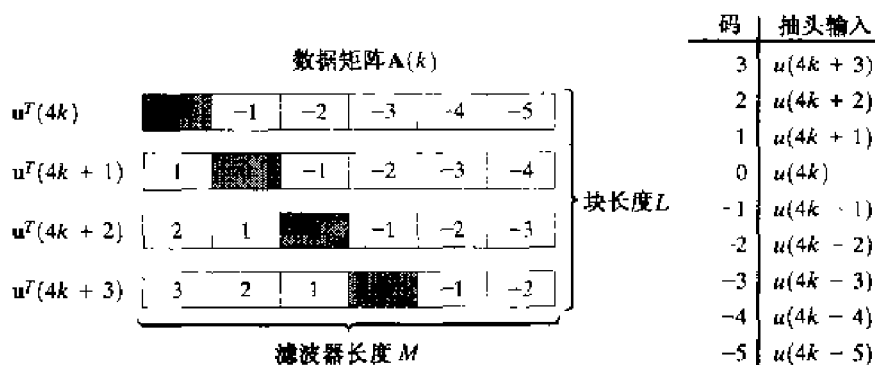 数据矩阵A(k)
u^T(4k) -1 -2 -3 -4 -5
u^T(4k + 1) 1 -1 -2 -3 -4
u^T(4k + 2) 2 1 -1 -2 -3
u^T(4k + 3) 3 2 1 -1 -2
块长度L
滤波器长度 M
码 抽头输入
3 u(4k + 3)
2 u(4k + 2)
1 u(4k + 1)
0 u(4k)
-1 u(4k - 1)
-2 u(4k - 2)
-3 u(4k - 3)
-4 u(4k - 4)
-5 u(4k - 5)